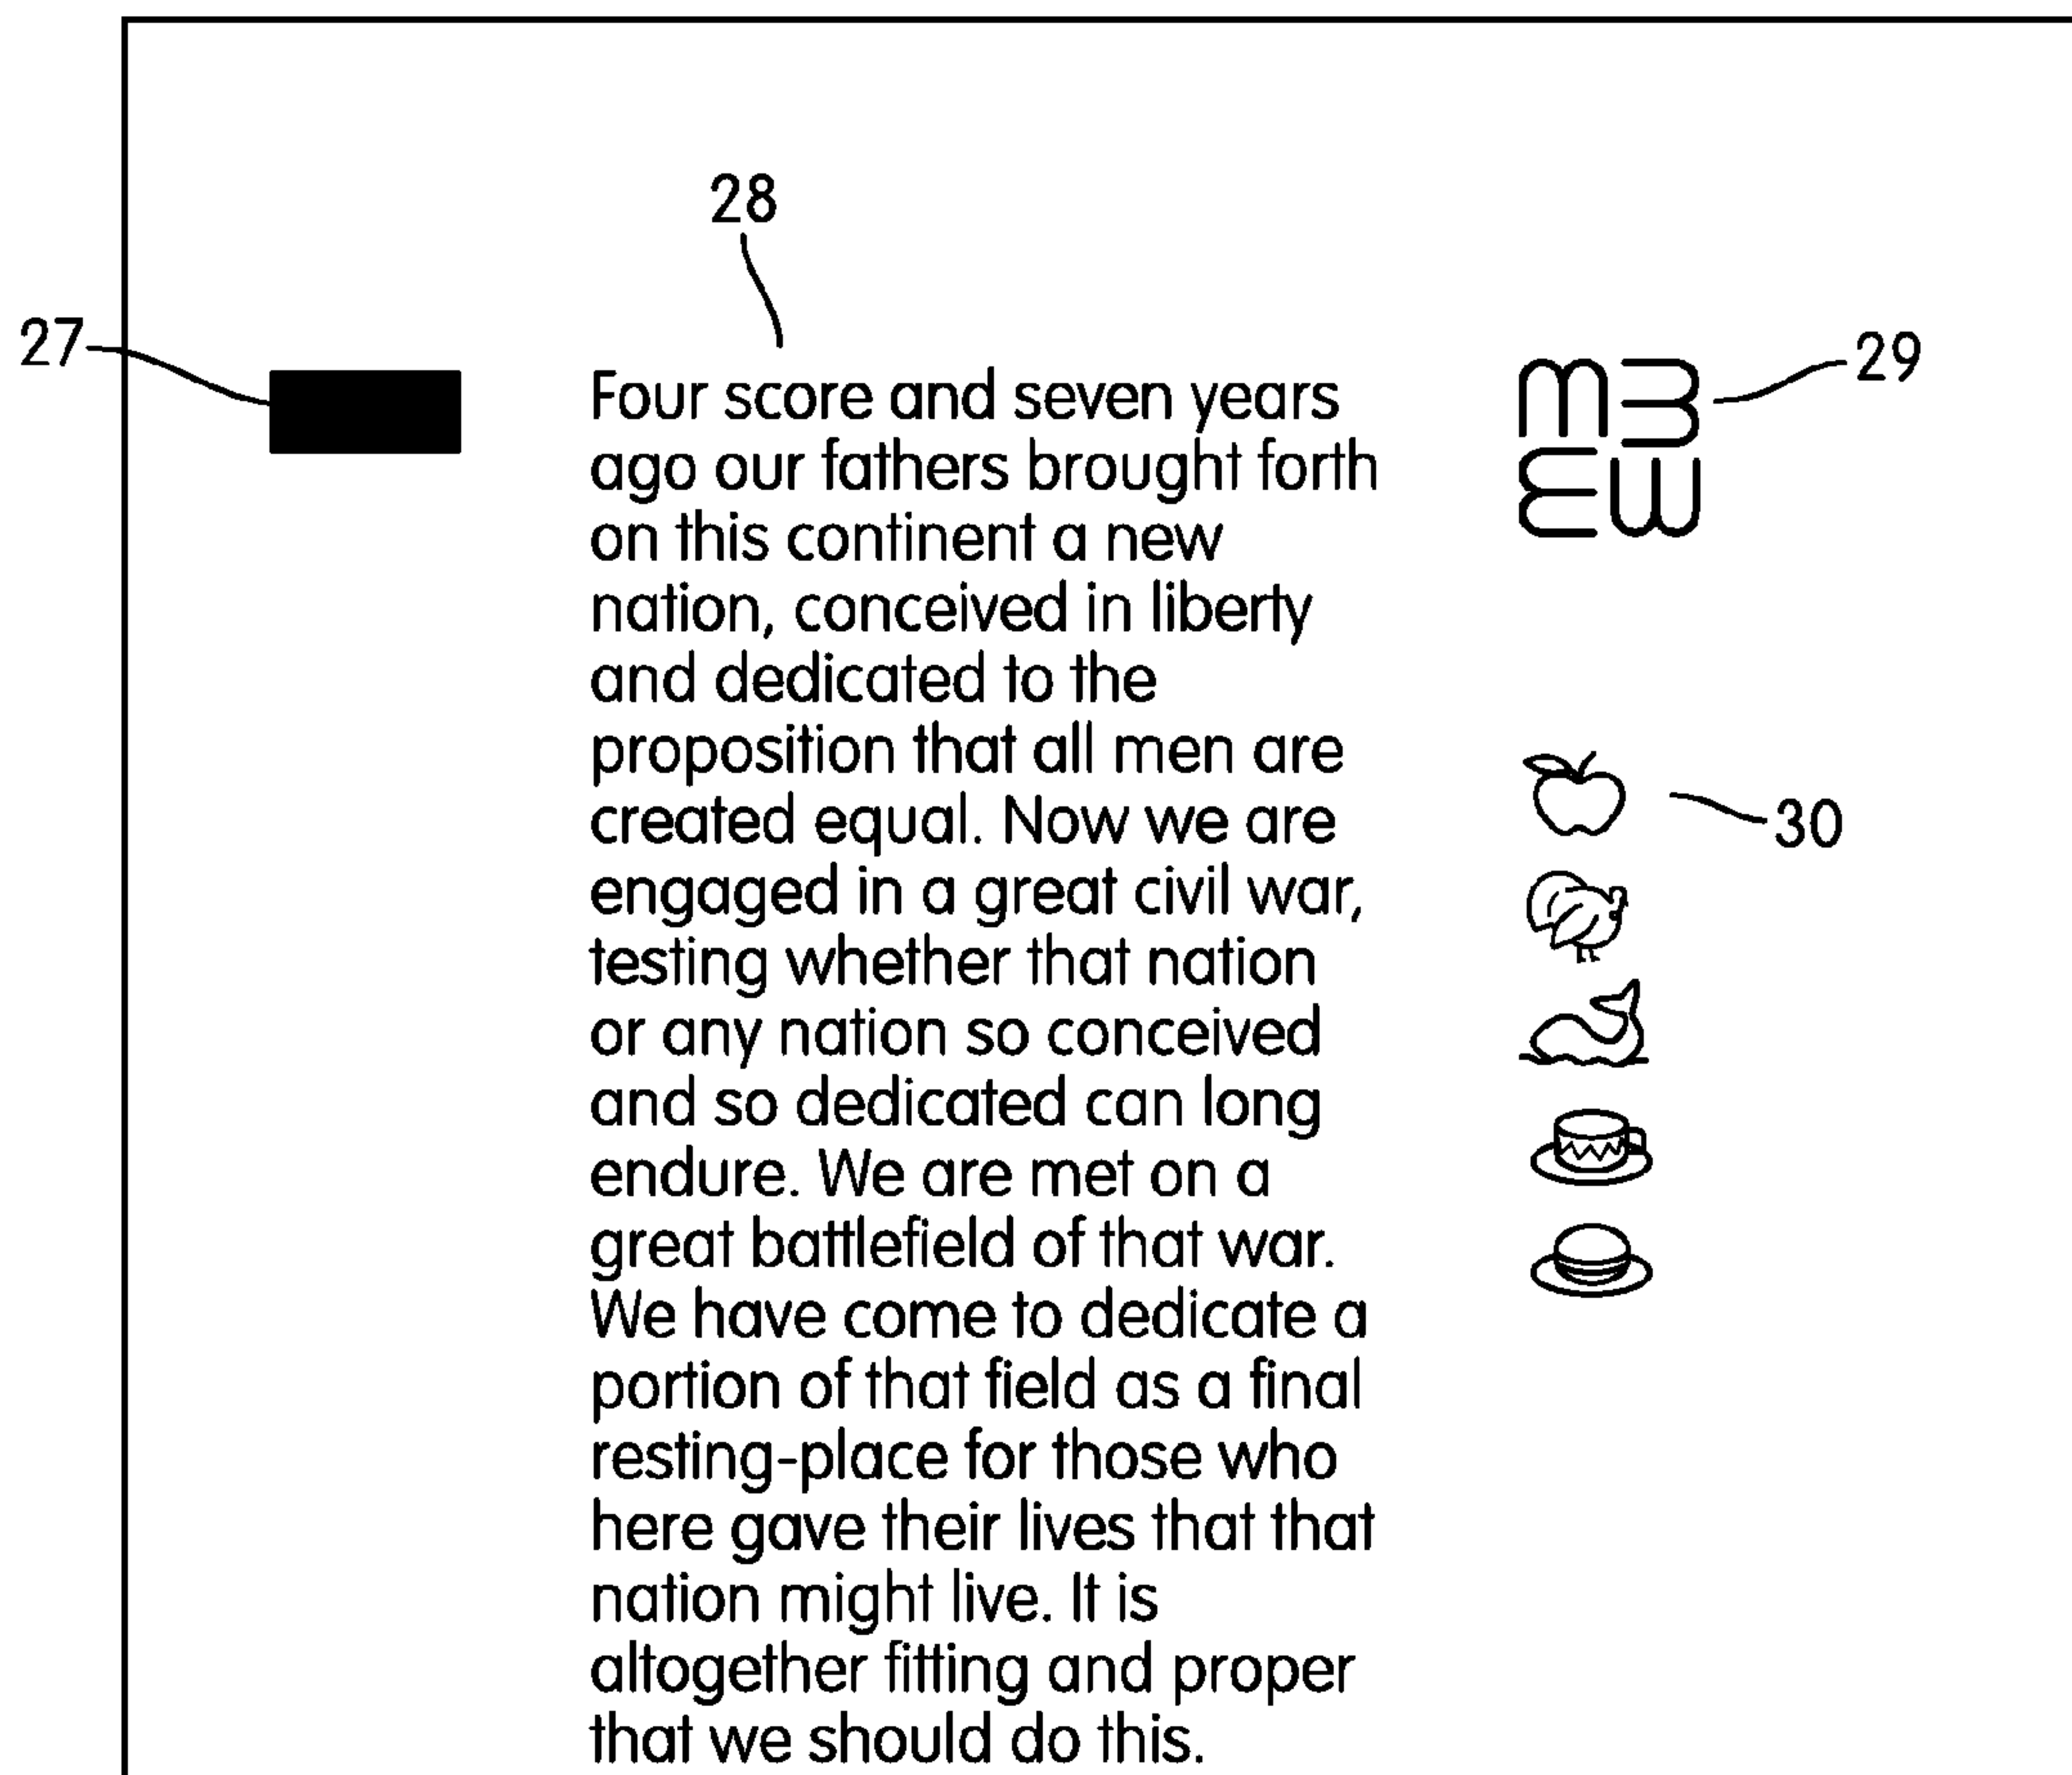 28
27
29
Four score and seven years
ago our fathers brought forth
on this continent a new
nation, conceived in liberty
and dedicated to the
proposition that all men are
created equal. Now we are
engaged in a great civil war,
testing whether that nation
or any nation so conceived
and so dedicated can long
endure. We are met on a
great battlefield of that war.
We have come to dedicate a
portion of that field as a final
resting-place for those who
here gave their lives that that
nation might live. It is
altogether fitting and proper
that we should do this.
m m
m m
30